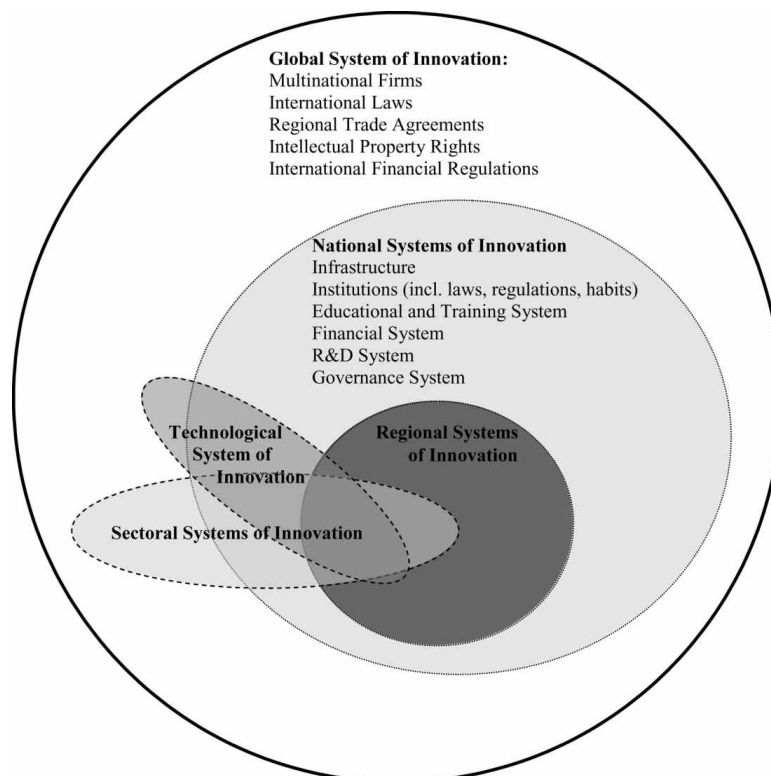 Global System of Innovation:
Multinational Firms
International Laws
Regional Trade Agreements
Intellectual Property Rights
International Financial Regulations
National Systems of Innovation
Infrastructure
Institutions (incl. laws, regulations, habits)
Educational and Training System
Financial System
R&D System
Governance System
Technological
System of
Innovation
Regional Systems
of Innovation
Sectoral Systems of Innovation